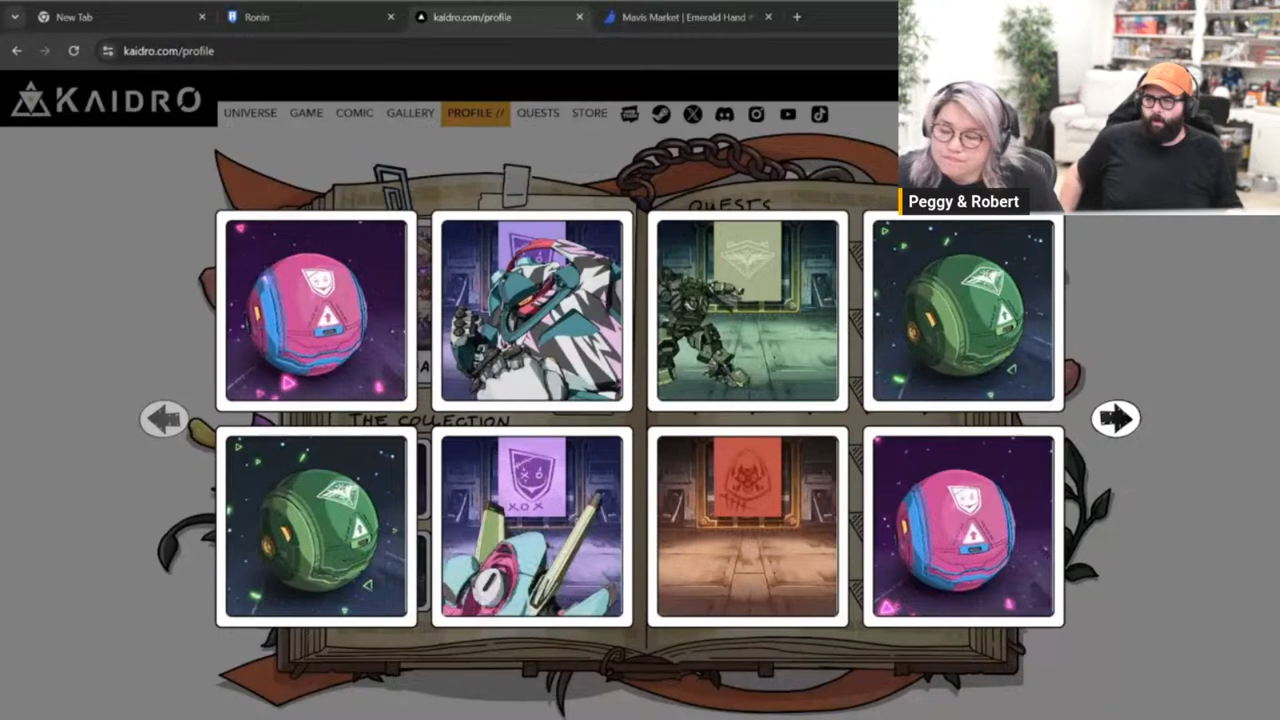 New Tab
Ronin
kaidro.com/profile
Mavis Market | Emerald Hand
kaidro.com/profile
KAIDRO
UNIVERSE GAME COMIC GALLERY PROFILE // QUESTS STORE
Peggy & Robert
QUESTS
THE COLLECTION
XOX